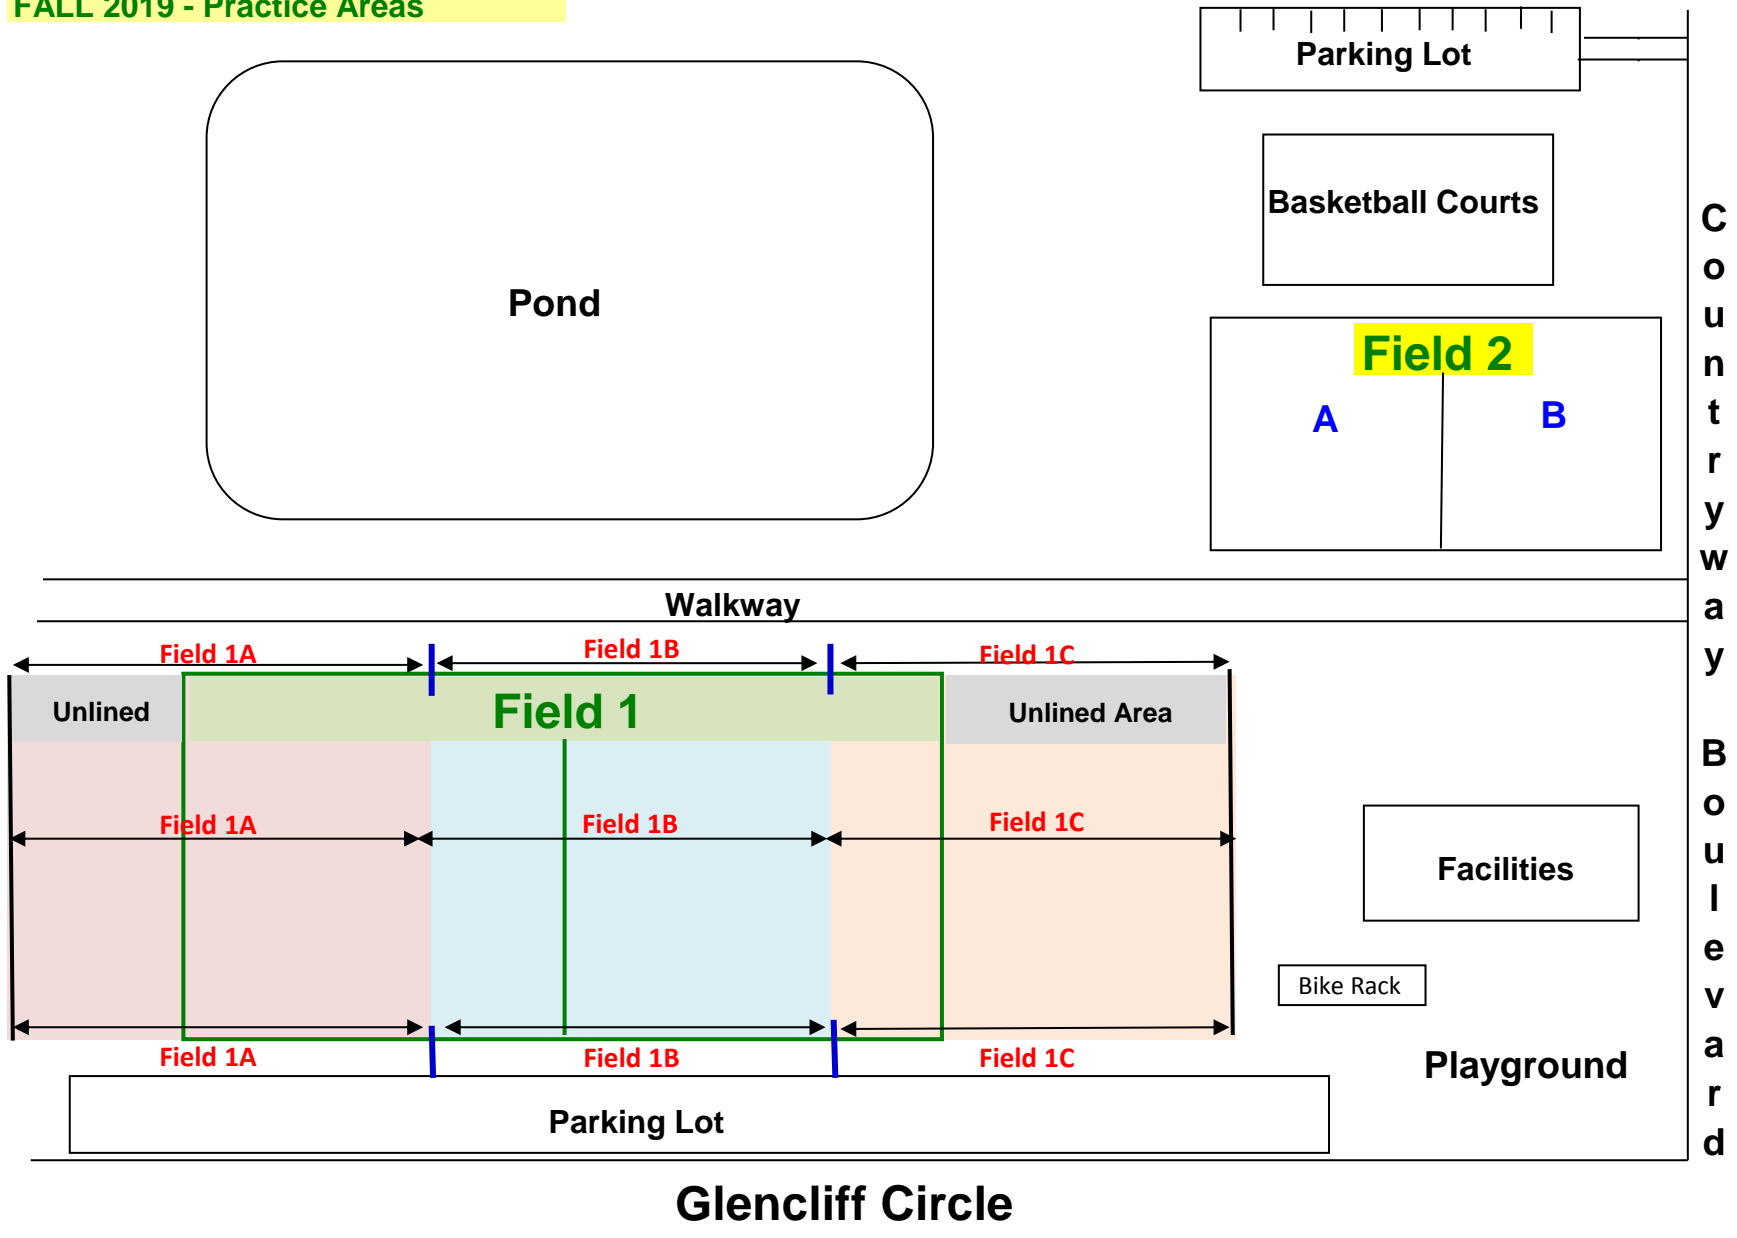 FALL 2019 - Practice Areas
Parking Lot
Basketball Courts
Pond
Field 2
A
B
Countryway Boulevard
Walkway
Field 1A
Field 1B
Field 1C
Unlined
Field 1
Unlined Area
Field 1A
Field 1B
Field 1C
Facilities
Bike Rack
Field 1A
Field 1B
Field 1C
Playground
Parking Lot
Glencliff Circle